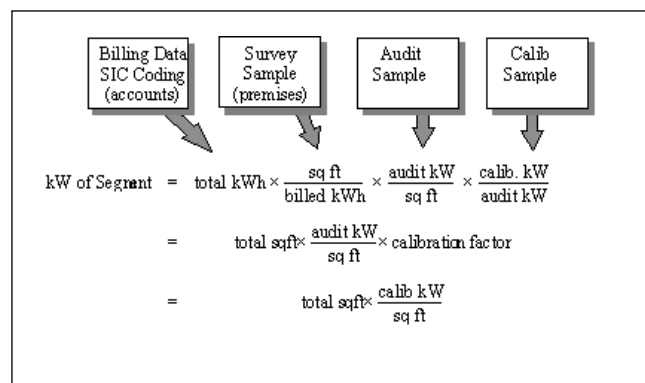 Billing Data
SIC Coding
(accounts)
Survey
Sample
(premises)
Audit
Sample
Calib
Sample
kW of Segment = total kWh × sq ft / billed kWh × audit kW / sq ft × calib. kW / audit kW
= total sqft × audit kW / sq ft × calibration factor
= total sqft × calib kW / sq ft